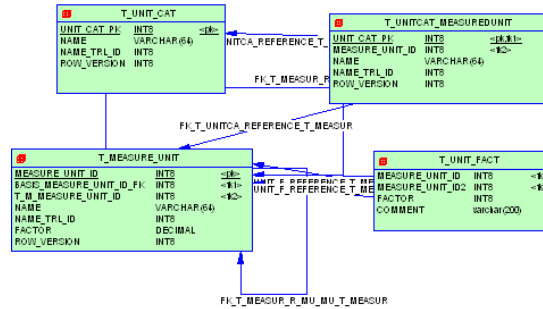 T_UNIT_CAT
UNIT_CAT_PK INT8 <pk>
NAME VARCHAR(64)
NAME_TRL_ID INT8
ROW_VERSION INT8
T_UNITCAT_MEASUREDUNIT
UNIT_CAT_PK INT8 <pk,fk1>
MEASURE_UNIT_ID INT8 <fk2>
NAME VARCHAR(64)
NAME_TRL_ID INT8
ROW_VERSION INT8
NITCA_REFERENCE_T_
FK_T_MEASUR_R
FK_T_UNITCA_REFERENCE_T_MEASUR
T_MEASURE_UNIT
MEASURE_UNIT_ID INT8 <pk>
BASIS_MEASURE_UNIT_ID_FK INT8 <fk1>
T_M_MEASURE_UNIT_ID INT8 <fk2>
NAME VARCHAR(64)
NAME_TRL_ID INT8
FACTOR DECIMAL
ROW_VERSION INT8
UNIT_F_REFERENCE_T_ME
T_UNIT_FACT
MEASURE_UNIT_ID INT8
MEASURE_UNIT_ID2 INT8
FACTOR INT8
COMMENT varchar(200)
FK_T_MEASUR_R_MU_MU_T_MEASUR